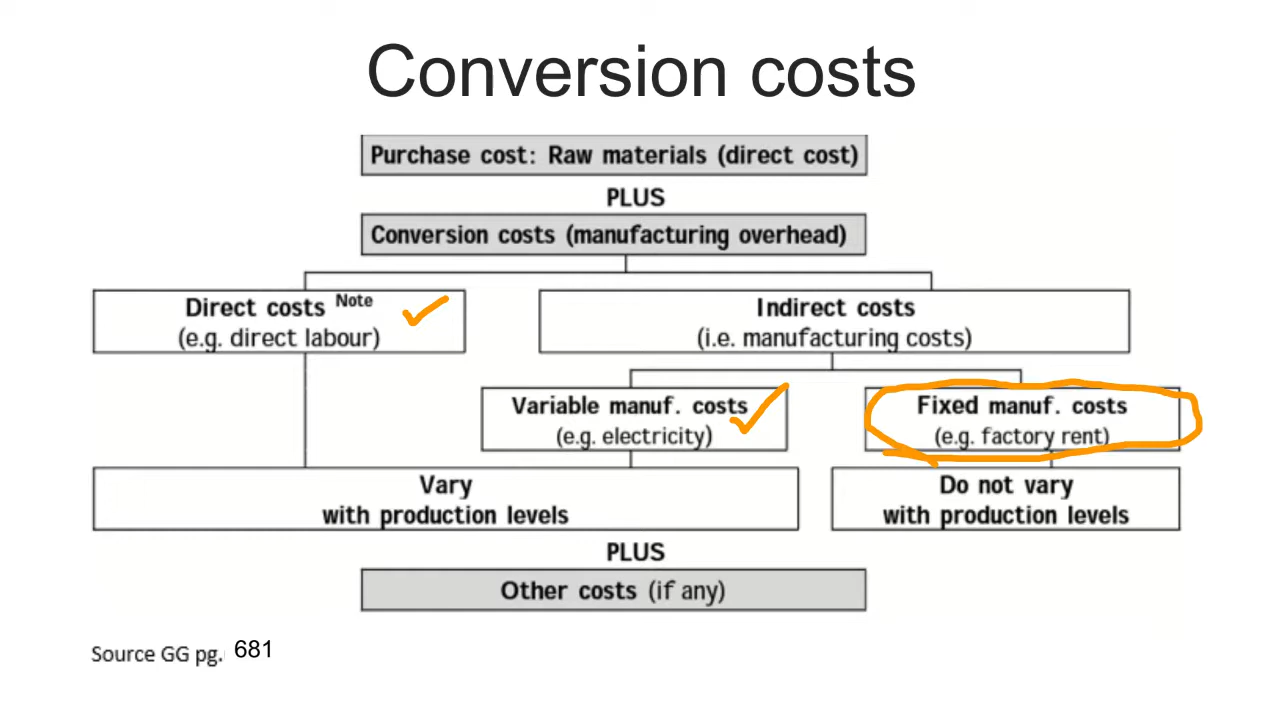 Conversion costs
Purchase cost: Raw materials (direct cost)
PLUS
Conversion costs (manufacturing overhead)
Direct costs Note
(e.g. direct labour)
Indirect costs
(i.e. manufacturing costs)
Variable manuf. costs
(e.g. electricity)
Fixed manuf. costs
(e.g. factory rent)
Vary
with production levels
Do not vary
with production levels
PLUS
Other costs (if any)
Source GG pg. 681